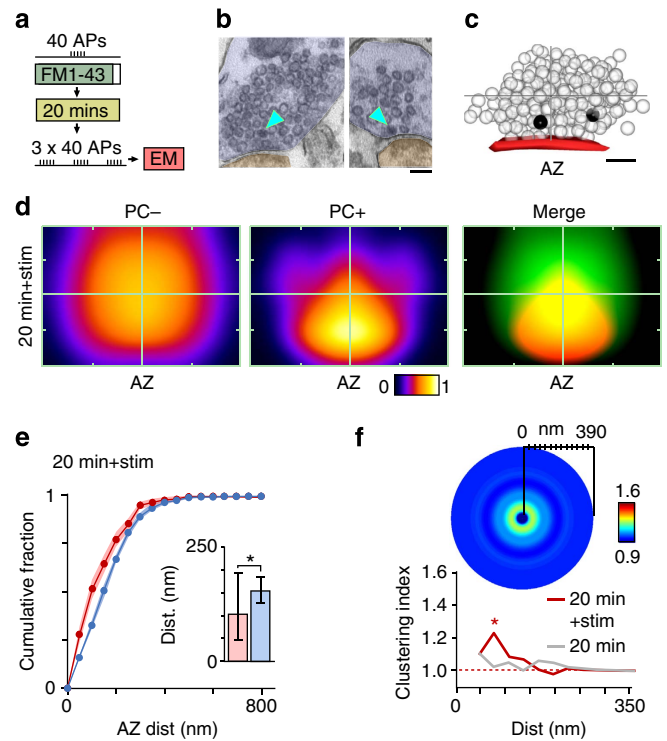 a
40 APs
FM1-43
20 mins
3 x 40 APs
EM
b
c
AZ
d
PC–
PC+
Merge
20 min+stim
AZ
AZ
AZ
0
1
e
20 min+stim
1
0
Cumulative fraction
0
800
AZ dist (nm)
250
0
Dist. (nm)
*
f
0 nm 390
1.6
0.9
1.6
1.4
1.2
1.0
Clustering index
*
20 min
+stim
20 min
0
350
Dist (nm)